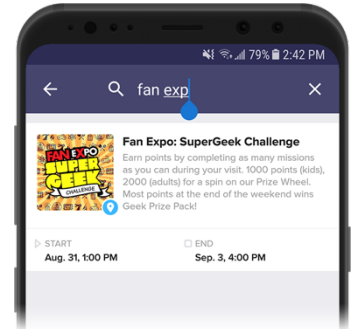 79% 2:42 PM
fan exp
FAN EXPO
SUPER
GEEK
CHALLENGE
Fan Expo: SuperGeek Challenge
Earn points by completing as many missions
as you can during your visit. 1000 points (kids),
2000 (adults) for a spin on our Prize Wheel.
Most points at the end of the weekend wins
Geek Prize Pack!
START
Aug. 31, 1:00 PM
END
Sep. 3, 4:00 PM